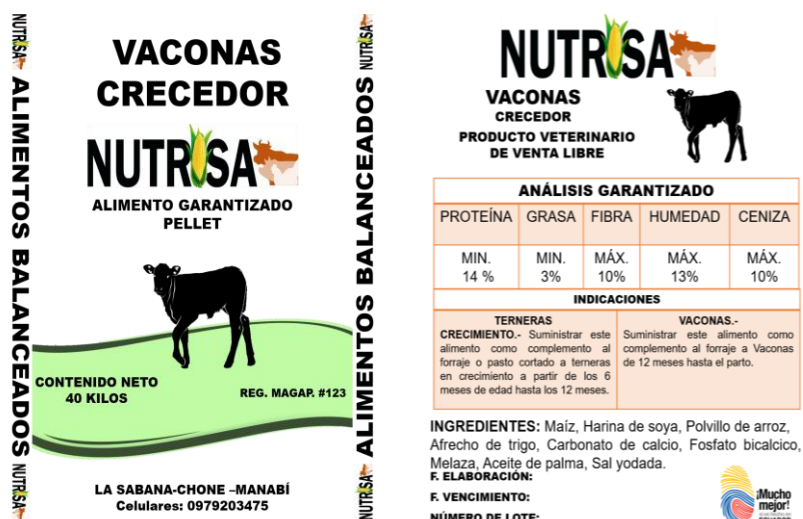 NUTRISA ALIMENTOS BALANCEADOS NUTRISA
VACONAS
CRECEDOR
NUTRISA
ALIMENTO GARANTIZADO
PELLET
CONTENIDO NETO
40 KILOS
REG. MAGAP. #123
LA SABANA-CHONE –MANABÍ
Celulares: 0979203475
NUTRISA ALIMENTOS BALANCEADOS NUTRISA
NUTRISA
VACONAS
CRECEDOR
PRODUCTO VETERINARIO
DE VENTA LIBRE
ANÁLISIS GARANTIZADO
PROTEÍNA GRASA FIBRA HUMEDAD CENIZA
MIN. MIN. MÁX. MÁX. MÁX.
14 % 3% 10% 13% 10%
INDICACIONES
TERNERAS
CRECIMIENTO.- Suministrar este
alimento como complemento al
forraje o pasto cortado a terneras
en crecimiento a partir de los 6
meses de edad hasta los 12 meses.
VACONAS.-
Suministrar este alimento como
complemento al forraje a Vaconas
de 12 meses hasta el parto.
INGREDIENTES: Maíz, Harina de soya, Polvillo de arroz,
Afrecho de trigo, Carbonato de calcio, Fosfato bicalcico,
Melaza, Aceite de palma, Sal yodada.
F. ELABORACIÓN:
F. VENCIMIENTO:
NÚMERO DE LOTE:
¡Mucho
mejor!
ECUADOR